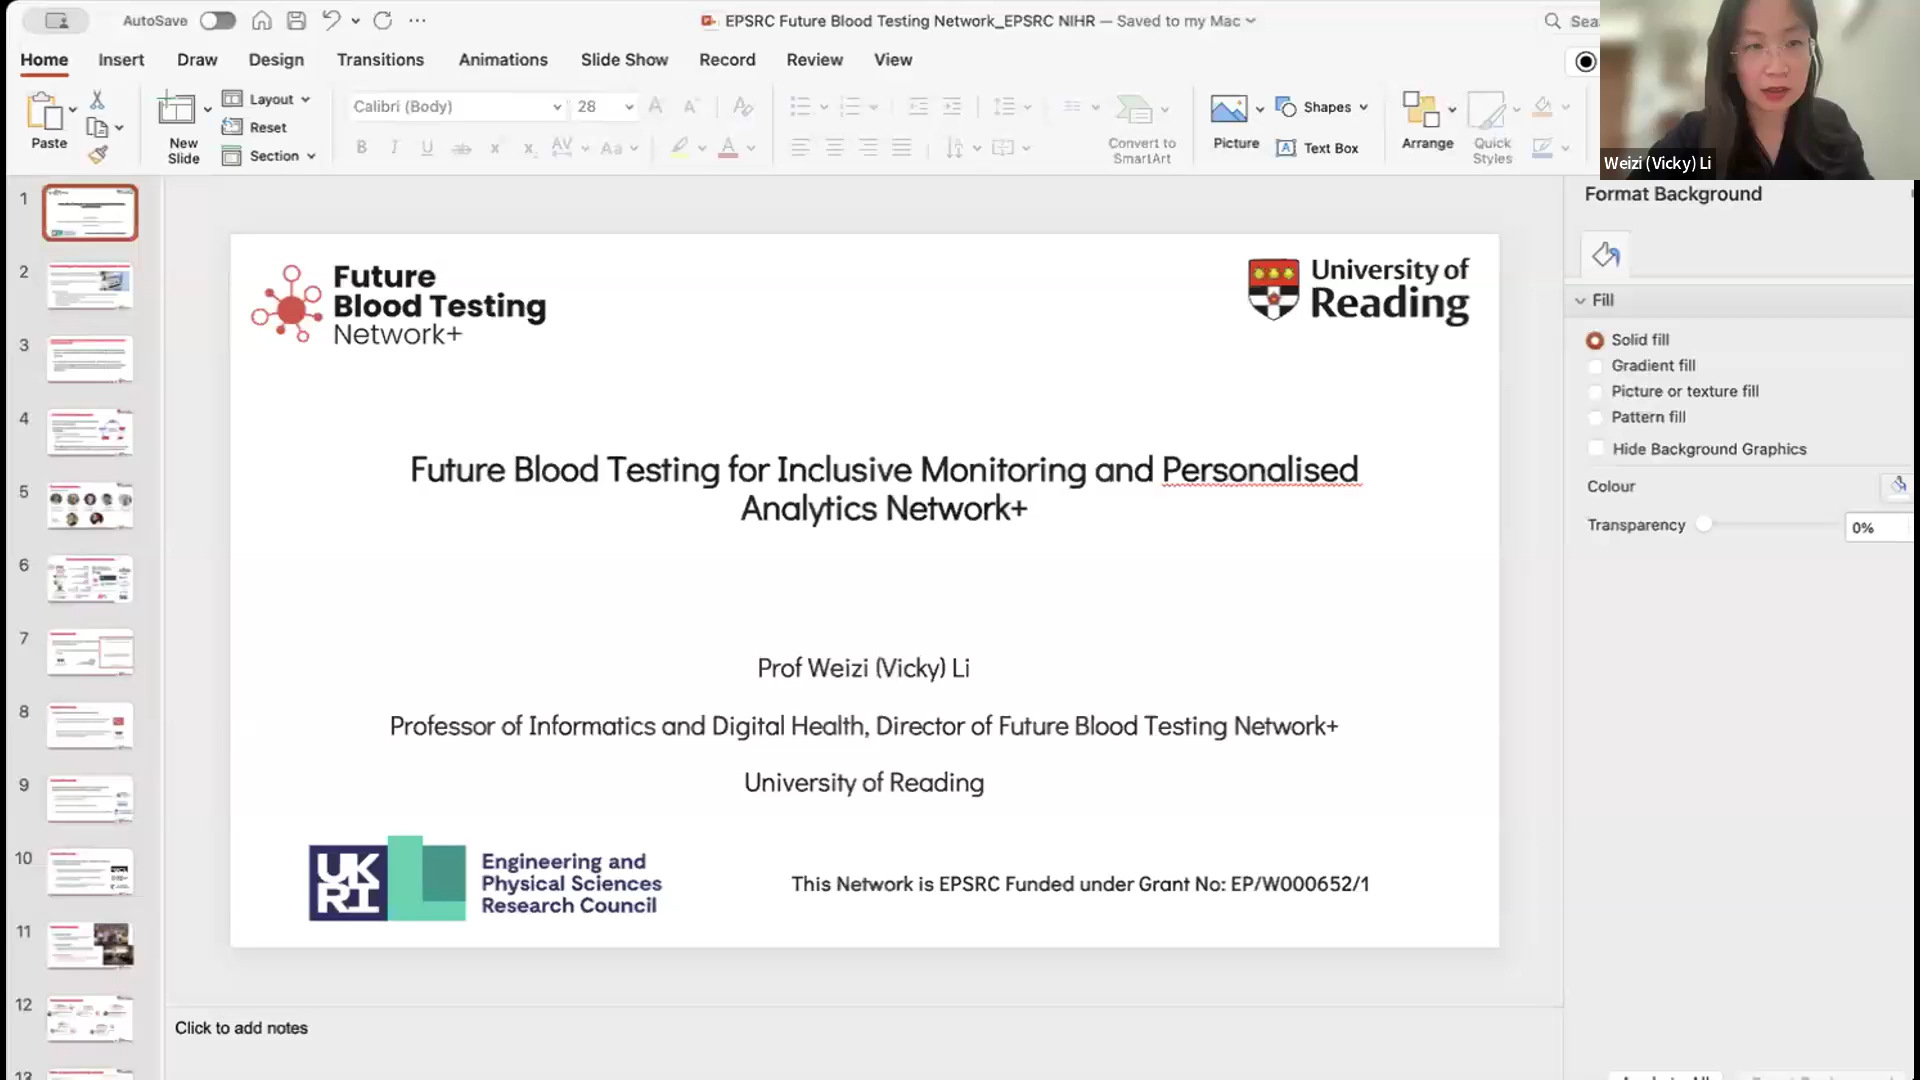 AutoSave
EPSRC Future Blood Testing Network_EPSRC NIHR — Saved to my Mac
Sea
Home Insert Draw Design Transitions Animations Slide Show Record Review View
Paste
New Slide
Layout
Reset
Section
Calibri (Body) 28
Convert to SmartArt
Picture
Shapes
Text Box
Arrange
Quick Styles
Weizi (Vicky) Li
Format Background
Fill
Solid fill
Gradient fill
Picture or texture fill
Pattern fill
Hide Background Graphics
Colour
Transparency 0%
1
2
3
4
5
6
7
8
9
10
11
12
13
Future
Blood Testing
Network+
University of
Reading
Future Blood Testing for Inclusive Monitoring and Personalised
Analytics Network+
Prof Weizi (Vicky) Li
Professor of Informatics and Digital Health, Director of Future Blood Testing Network+
University of Reading
UK
RI
Engineering and
Physical Sciences
Research Council
This Network is EPSRC Funded under Grant No: EP/W000652/1
Click to add notes